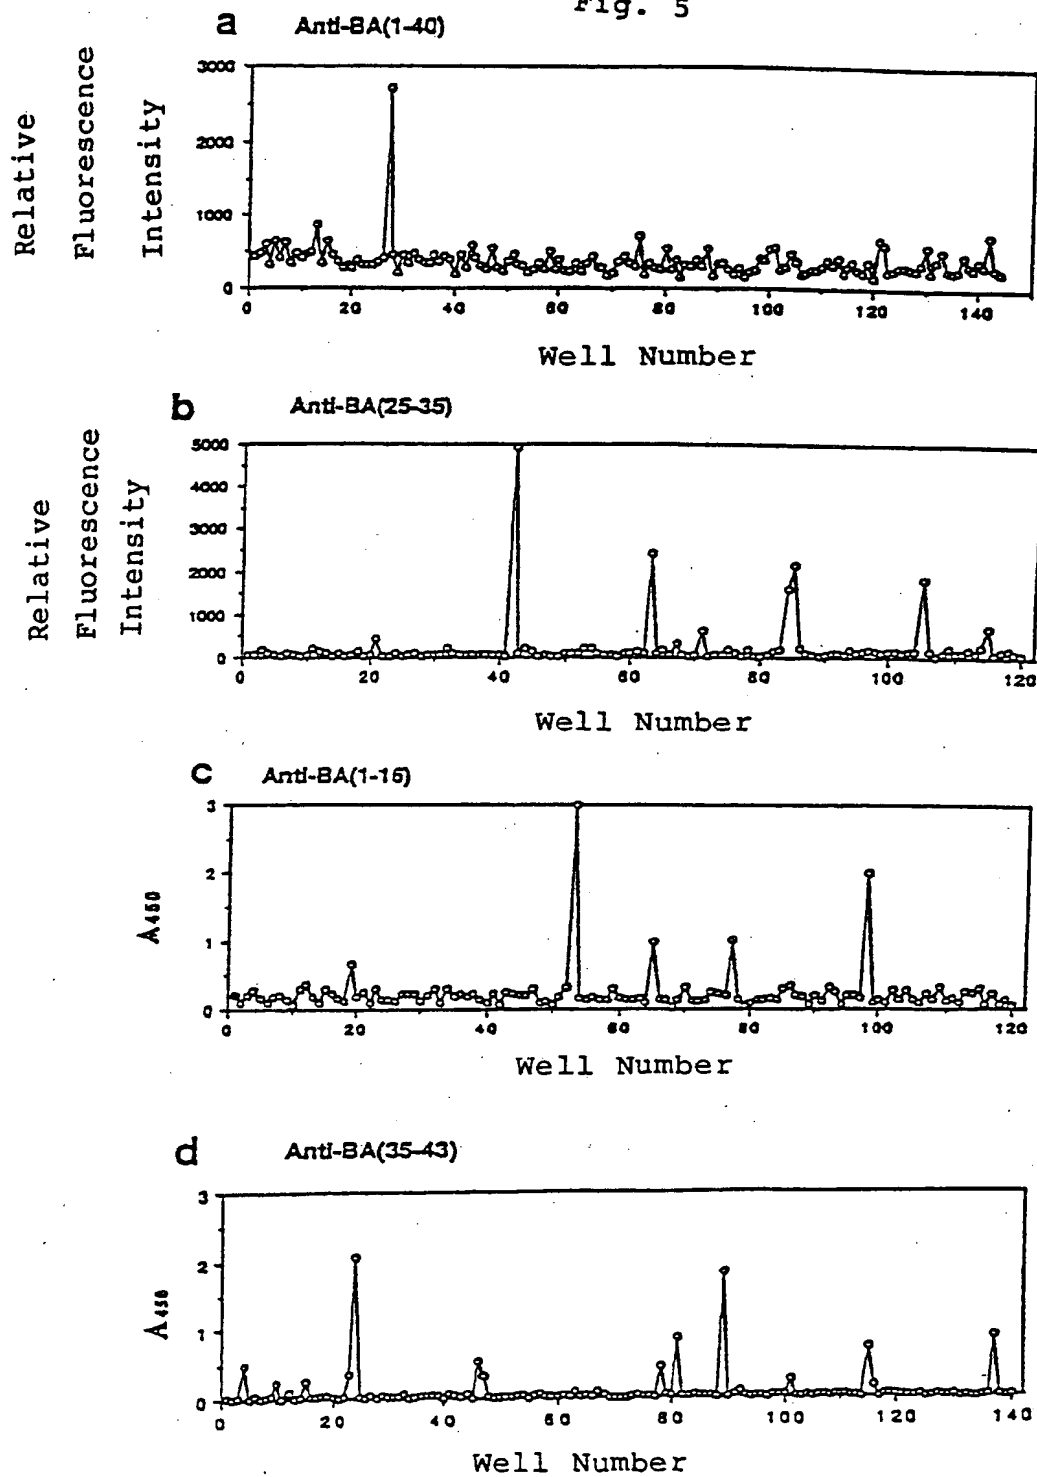 Fig. 5
a Anti-BA(1-40)
Relative
Fluorescence
Intensity
3000
2000
1000
0
0 20 40 60 80 100 120 140
Well Number
b Anti-BA(25-35)
Relative
Fluorescence
Intensity
5000
4000
3000
2000
1000
0
0 20 40 60 80 100 120
Well Number
c Anti-BA(1-16)
A450
3
2
1
0
0 20 40 60 80 100 120
Well Number
d Anti-BA(35-43)
A450
3
2
1
0
0 20 40 60 80 100 120 140
Well Number